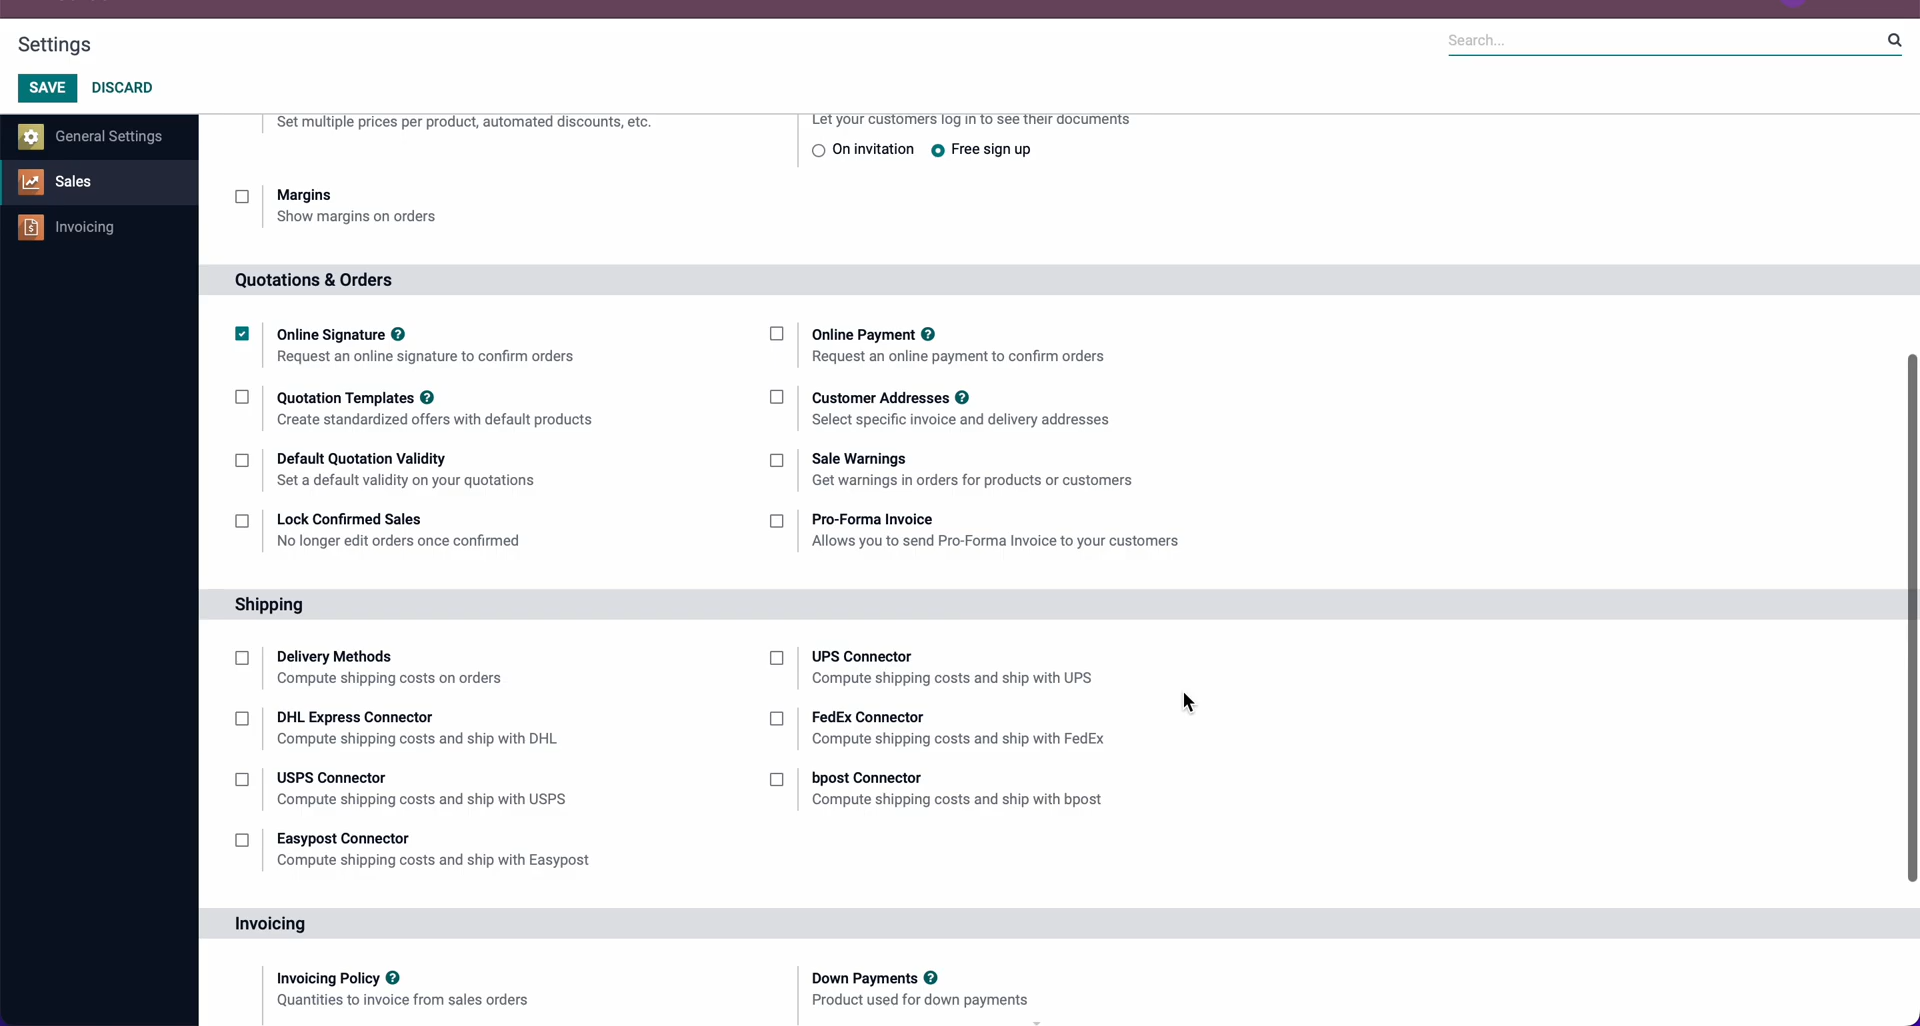 Settings
Search...
SAVE DISCARD
General Settings
Sales
Invoicing
Set multiple prices per product, automated discounts, etc.
Let your customers log in to see their documents
On invitation Free sign up
Margins
Show margins on orders
Quotations & Orders
Online Signature ?
Request an online signature to confirm orders
Online Payment ?
Request an online payment to confirm orders
Quotation Templates ?
Create standardized offers with default products
Customer Addresses ?
Select specific invoice and delivery addresses
Default Quotation Validity
Set a default validity on your quotations
Sale Warnings
Get warnings in orders for products or customers
Lock Confirmed Sales
No longer edit orders once confirmed
Pro-Forma Invoice
Allows you to send Pro-Forma Invoice to your customers
Shipping
Delivery Methods
Compute shipping costs on orders
UPS Connector
Compute shipping costs and ship with UPS
DHL Express Connector
Compute shipping costs and ship with DHL
FedEx Connector
Compute shipping costs and ship with FedEx
USPS Connector
Compute shipping costs and ship with USPS
bpost Connector
Compute shipping costs and ship with bpost
Easypost Connector
Compute shipping costs and ship with Easypost
Invoicing
Invoicing Policy ?
Quantities to invoice from sales orders
Down Payments ?
Product used for down payments